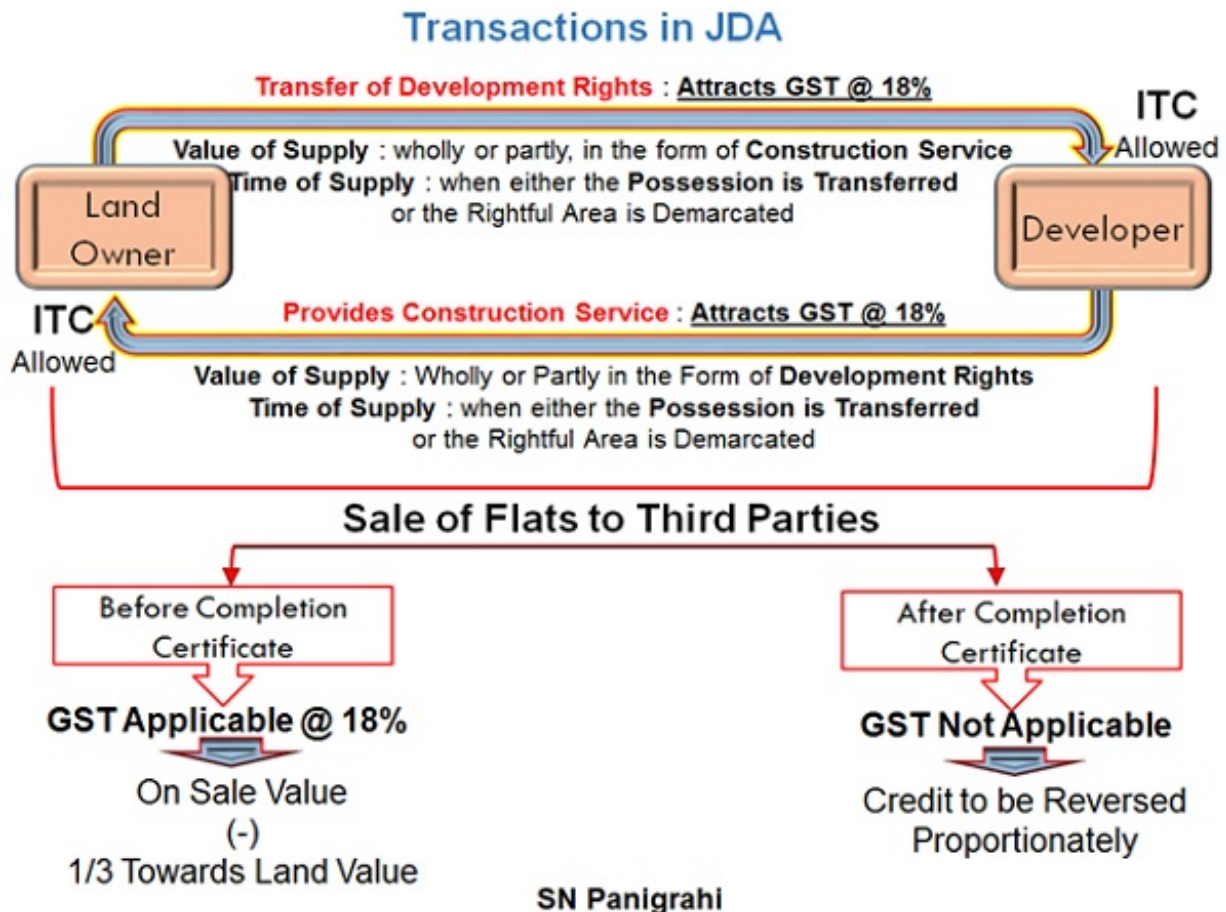 Transactions in JDA
Transfer of Development Rights : Attracts GST @ 18%
ITC
Allowed
Value of Supply : wholly or partly, in the form of Construction Service
Time of Supply : when either the Possession is Transferred
or the Rightful Area is Demarcated
Land
Owner
Developer
ITC
Allowed
Provides Construction Service : Attracts GST @ 18%
Value of Supply : Wholly or Partly in the Form of Development Rights
Time of Supply : when either the Possession is Transferred
or the Rightful Area is Demarcated
Sale of Flats to Third Parties
Before Completion
Certificate
GST Applicable @ 18%
On Sale Value
(-)
1/3 Towards Land Value
After Completion
Certificate
GST Not Applicable
Credit to be Reversed
Proportionately
SN Panigrahi